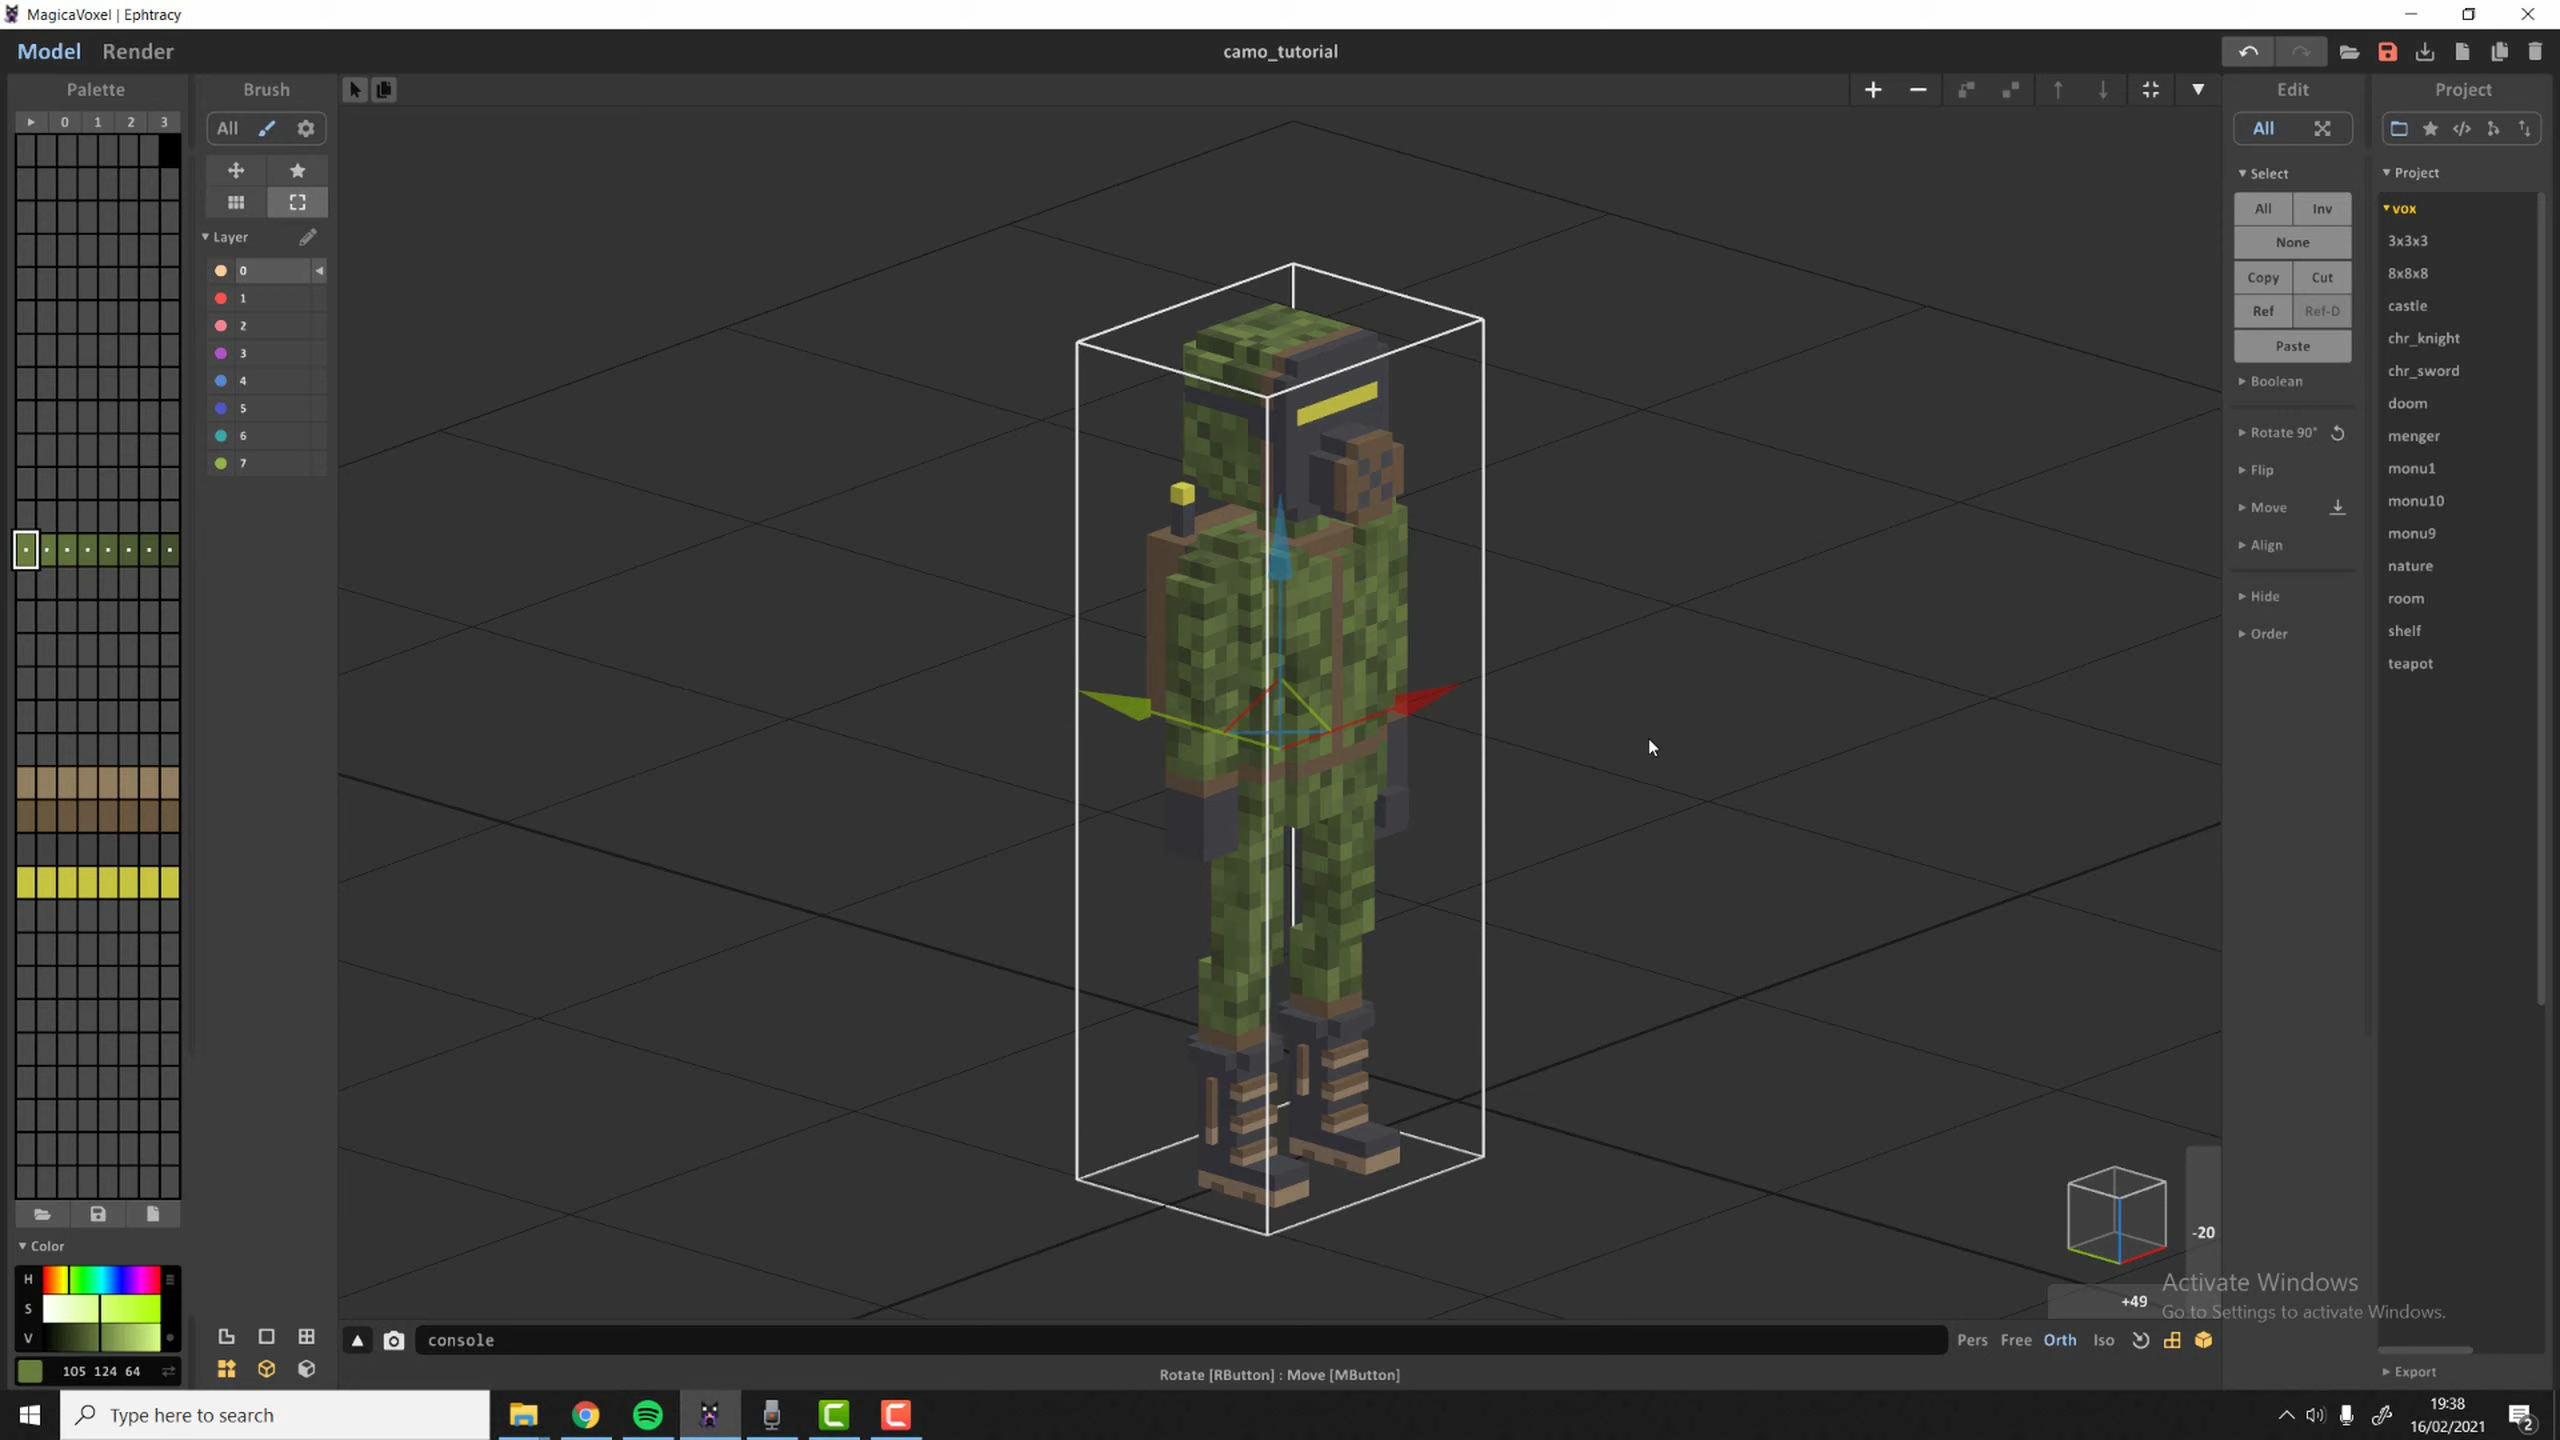 MagicaVoxel | Ephtracy
Model Render
camo_tutorial
Palette
Brush
Edit
Project
0 1 2 3
All
All
Layer
0
1
2
3
4
5
6
7
Select
All Inv
None
Copy Cut
Ref Ref-D
Paste
Boolean
Rotate 90°
Flip
Move
Align
Hide
Order
Project
vox
3x3x3
8x8x8
castle
chr_knight
chr_sword
doom
menger
monu1
monu10
monu9
nature
room
shelf
teapot
Color
H
S
V
105 124 64
-20
+49
Activate Windows
Go to Settings to activate Windows.
console
Pers Free Orth Iso
Rotate [RButton] : Move [MButton]
Export
Type here to search
19:38
16/02/2021
2